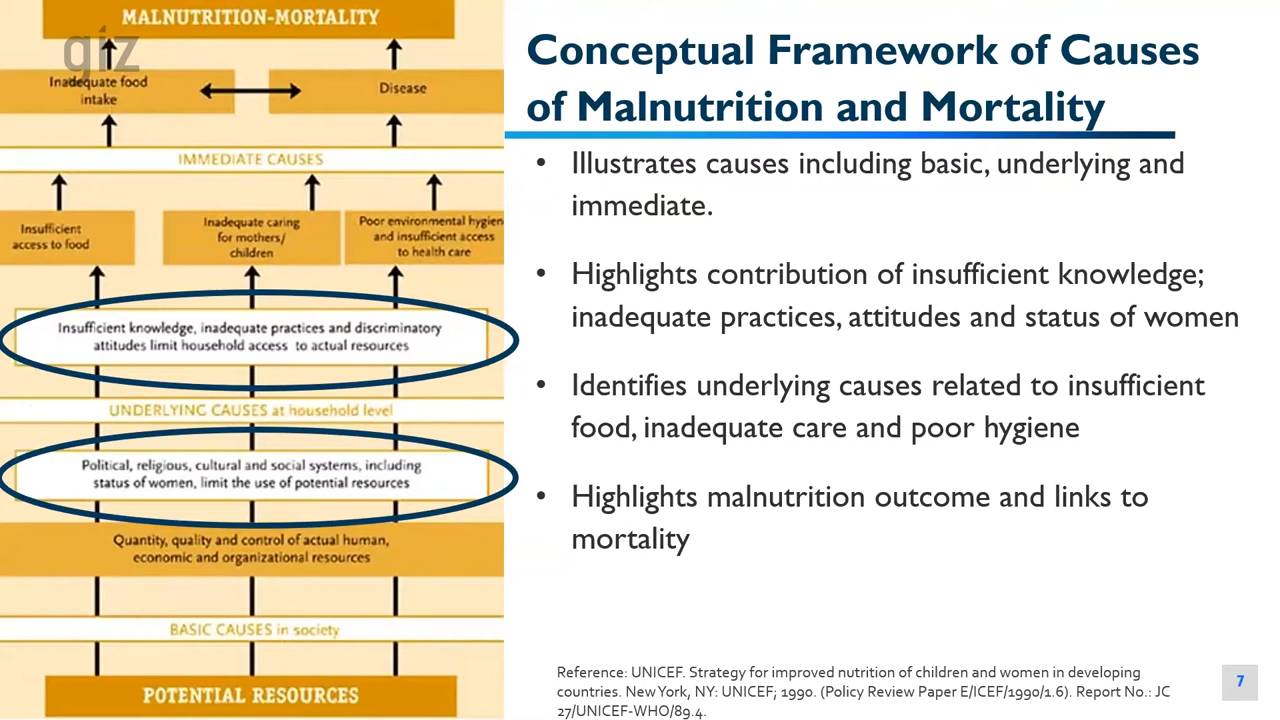 MALNUTRITION-MORTALITY
giz
Inadequate food
intake
Disease
IMMEDIATE CAUSES
Insufficient
access to food
Inadequate caring
for mothers/
children
Poor environmental hygien
and insufficient access
to health care
Insufficient knowledge, inadequate practices and discriminatory
attitudes limit household access to actual resources
UNDERLYING CAUSES at household level
Political, religious, cultural and social systems, including
status of women, limit the use of potential resources
Quantity, quality and control of actual human,
economic and organizational resources
BASIC CAUSES in society
POTENTIAL RESOURCES
Conceptual Framework of Causes
of Malnutrition and Mortality
• Illustrates causes including basic, underlying and
immediate.
• Highlights contribution of insufficient knowledge;
inadequate practices, attitudes and status of women
• Identifies underlying causes related to insufficient
food, inadequate care and poor hygiene
• Highlights malnutrition outcome and links to
mortality
Reference: UNICEF. Strategy for improved nutrition of children and women in developing
countries. New York, NY: UNICEF; 1990. (Policy Review Paper E/ICEF/1990/1.6). Report No.: JC
27/UNICEF-WHO/89.4.
7